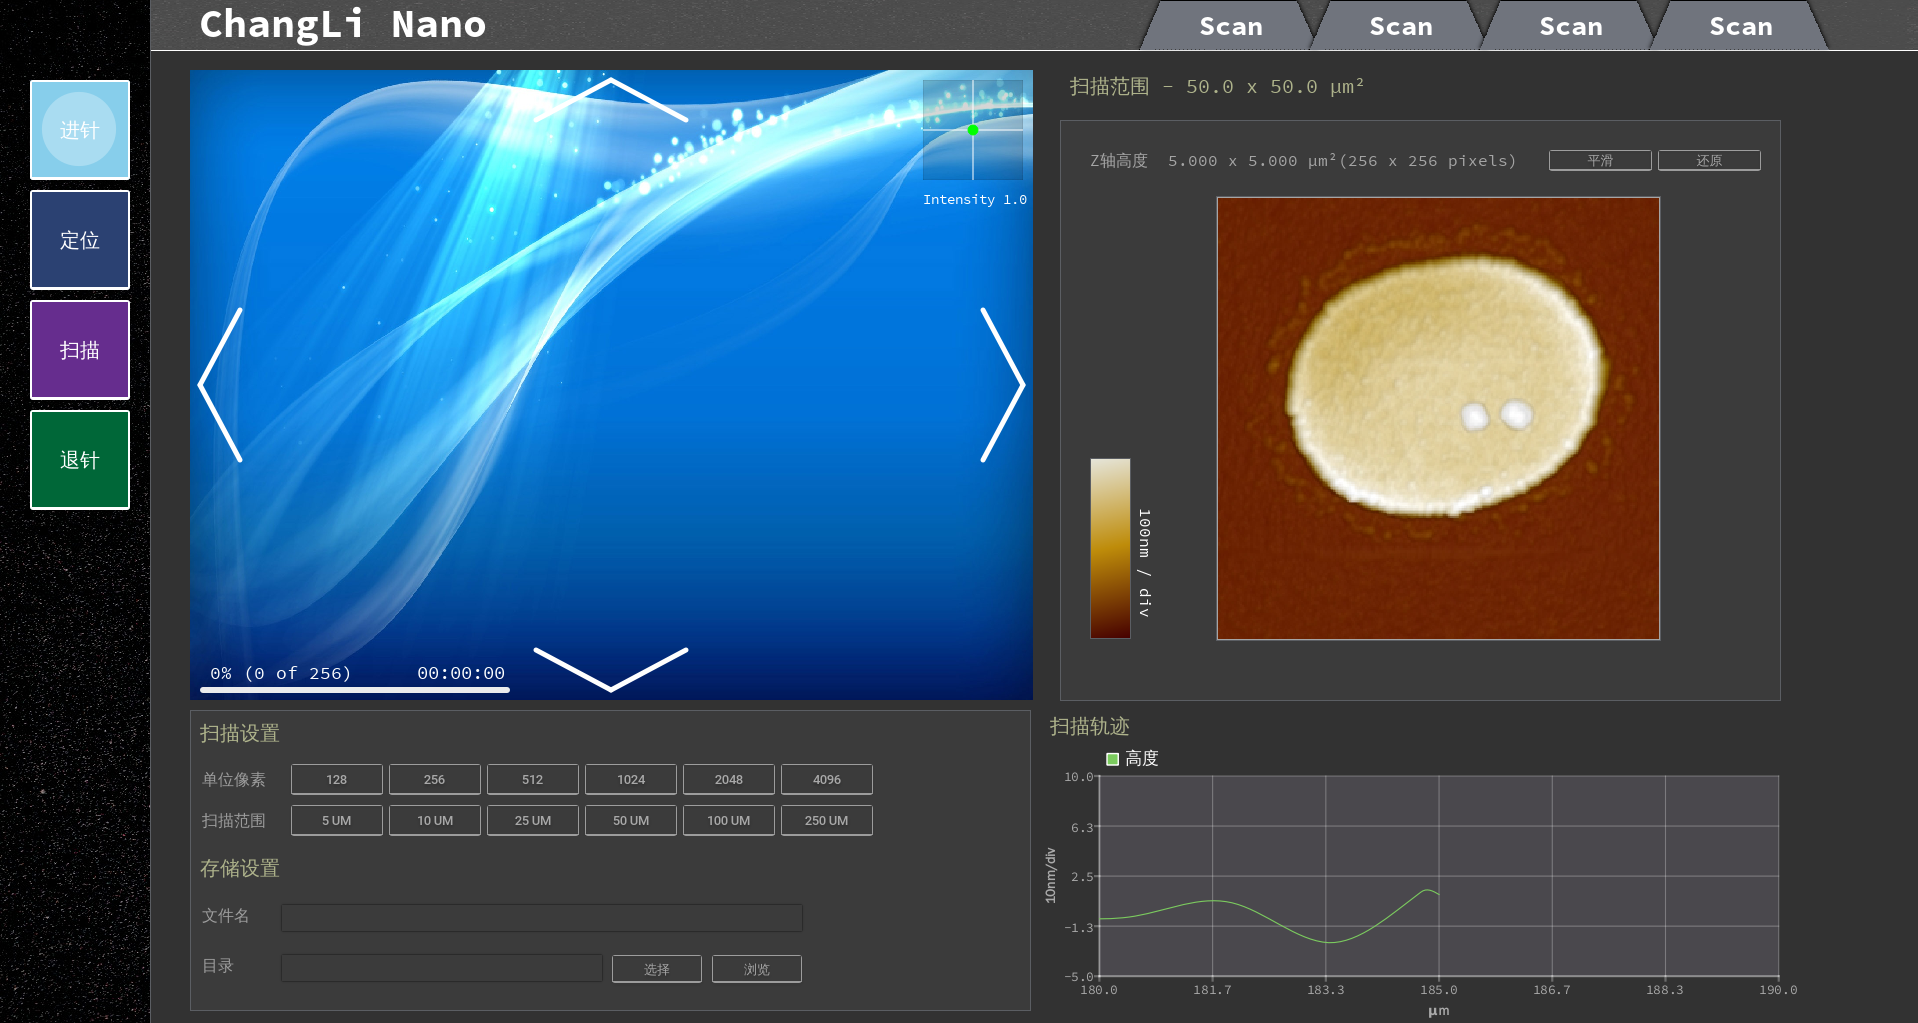 ChangLi Nano
Scan
Scan
Scan
Scan
进针
定位
扫描
退针
Intensity 1.0
0% (0 of 256)
00:00:00
扫描范围 - 50.0 x 50.0 μm²
Z轴高度 5.000 x 5.000 μm²(256 x 256 pixels)
平滑
还原
100nm / div
扫描设置
单位像素
128
256
512
1024
2048
4096
扫描范围
5 UM
10 UM
25 UM
50 UM
100 UM
250 UM
存储设置
文件名
目录
选择
浏览
扫描轨迹
高度
10nm/div
10.0
6.3
2.5
-1.3
-5.0
180.0
181.7
183.3
185.0
186.7
188.3
190.0
μm